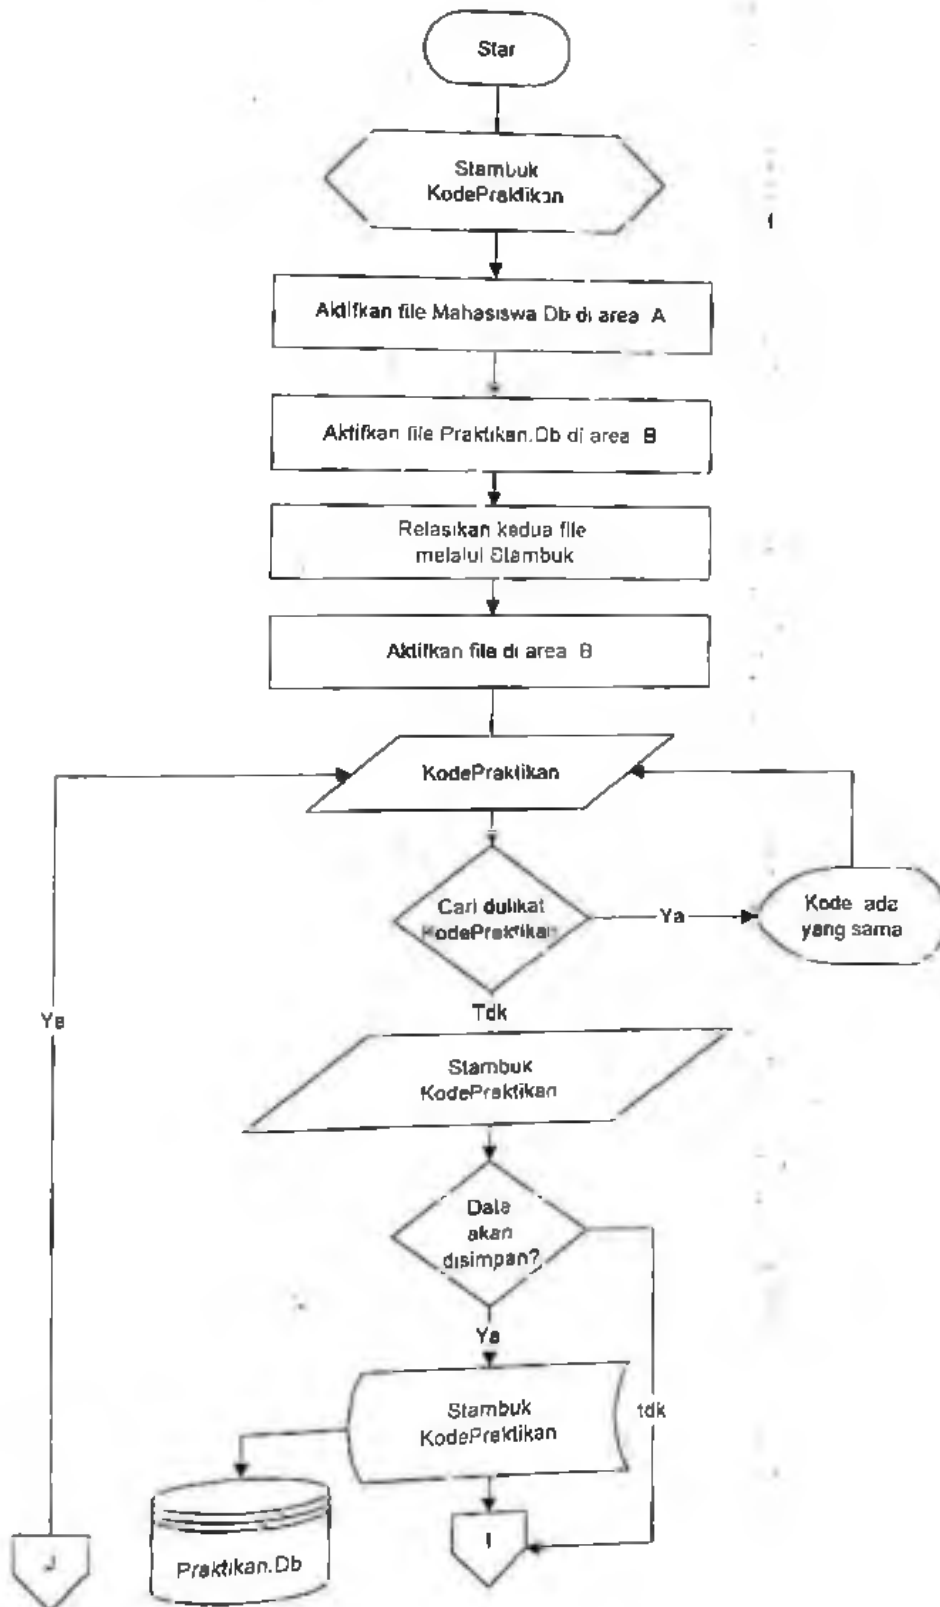 Star
Stambuk
KodePraktikan
Aktifkan file Mahasiswa Db di area A
Aktifkan file Praktikan.Db di area B
Relasikan kedua file
melalui Stambuk
Aktifkan file di area B
KodePraktikan
Cari dulikat
KodePraktikan
Ya
Kode ada
yang sama
Tdk
Ya
Stambuk
KodePraktikan
Data
akan
disimpan?
Ya
Stambuk
KodePraktikan
tdk
Praktikan.Db
I
J